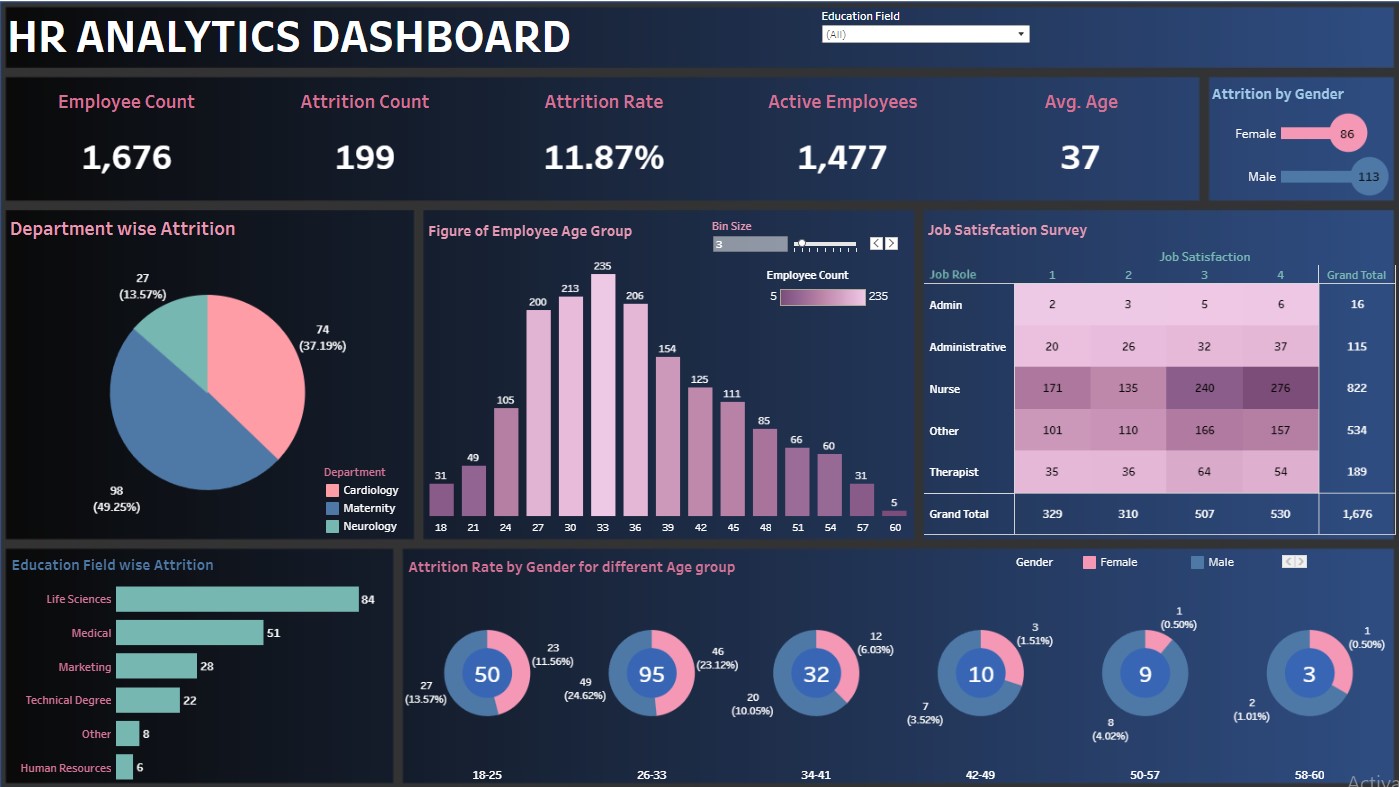 HR ANALYTICS DASHBOARD
Education Field
(All)
Employee Count
Attrition Count
Attrition Rate
Active Employees
Avg. Age
1,676
199
11.87%
1,477
37
Attrition by Gender
Female 86
Male 113
Department wise Attrition
27
(13.57%)
74
(37.19%)
98
(49.25%)
Department
Cardiology
Maternity
Neurology
Figure of Employee Age Group
Bin Size
3
Employee Count
5 235
31 49 105 200 213 235 206 154 125 111 85 66 60 31 5
18 21 24 27 30 33 36 39 42 45 48 51 54 57 60
Job Satisfcation Survey
Job Satisfaction
Job Role 1 2 3 4 Grand Total
Admin 2 3 5 6 16
Administrative 20 26 32 37 115
Nurse 171 135 240 276 822
Other 101 110 166 157 534
Therapist 35 36 64 54 189
Grand Total 329 310 507 530 1,676
Education Field wise Attrition
Life Sciences 84
Medical 51
Marketing 28
Technical Degree 22
Other 8
Human Resources 6
Attrition Rate by Gender for different Age group
Gender Female Male
50
23
(11.56%)
27
(13.57%)
18-25
95
46
(23.12%)
49
(24.62%)
26-33
32
12
(6.03%)
20
(10.05%)
34-41
10
3
(1.51%)
7
(3.52%)
42-49
9
1
(0.50%)
8
(4.02%)
50-57
3
1
(0.50%)
2
(1.01%)
58-60
Activa